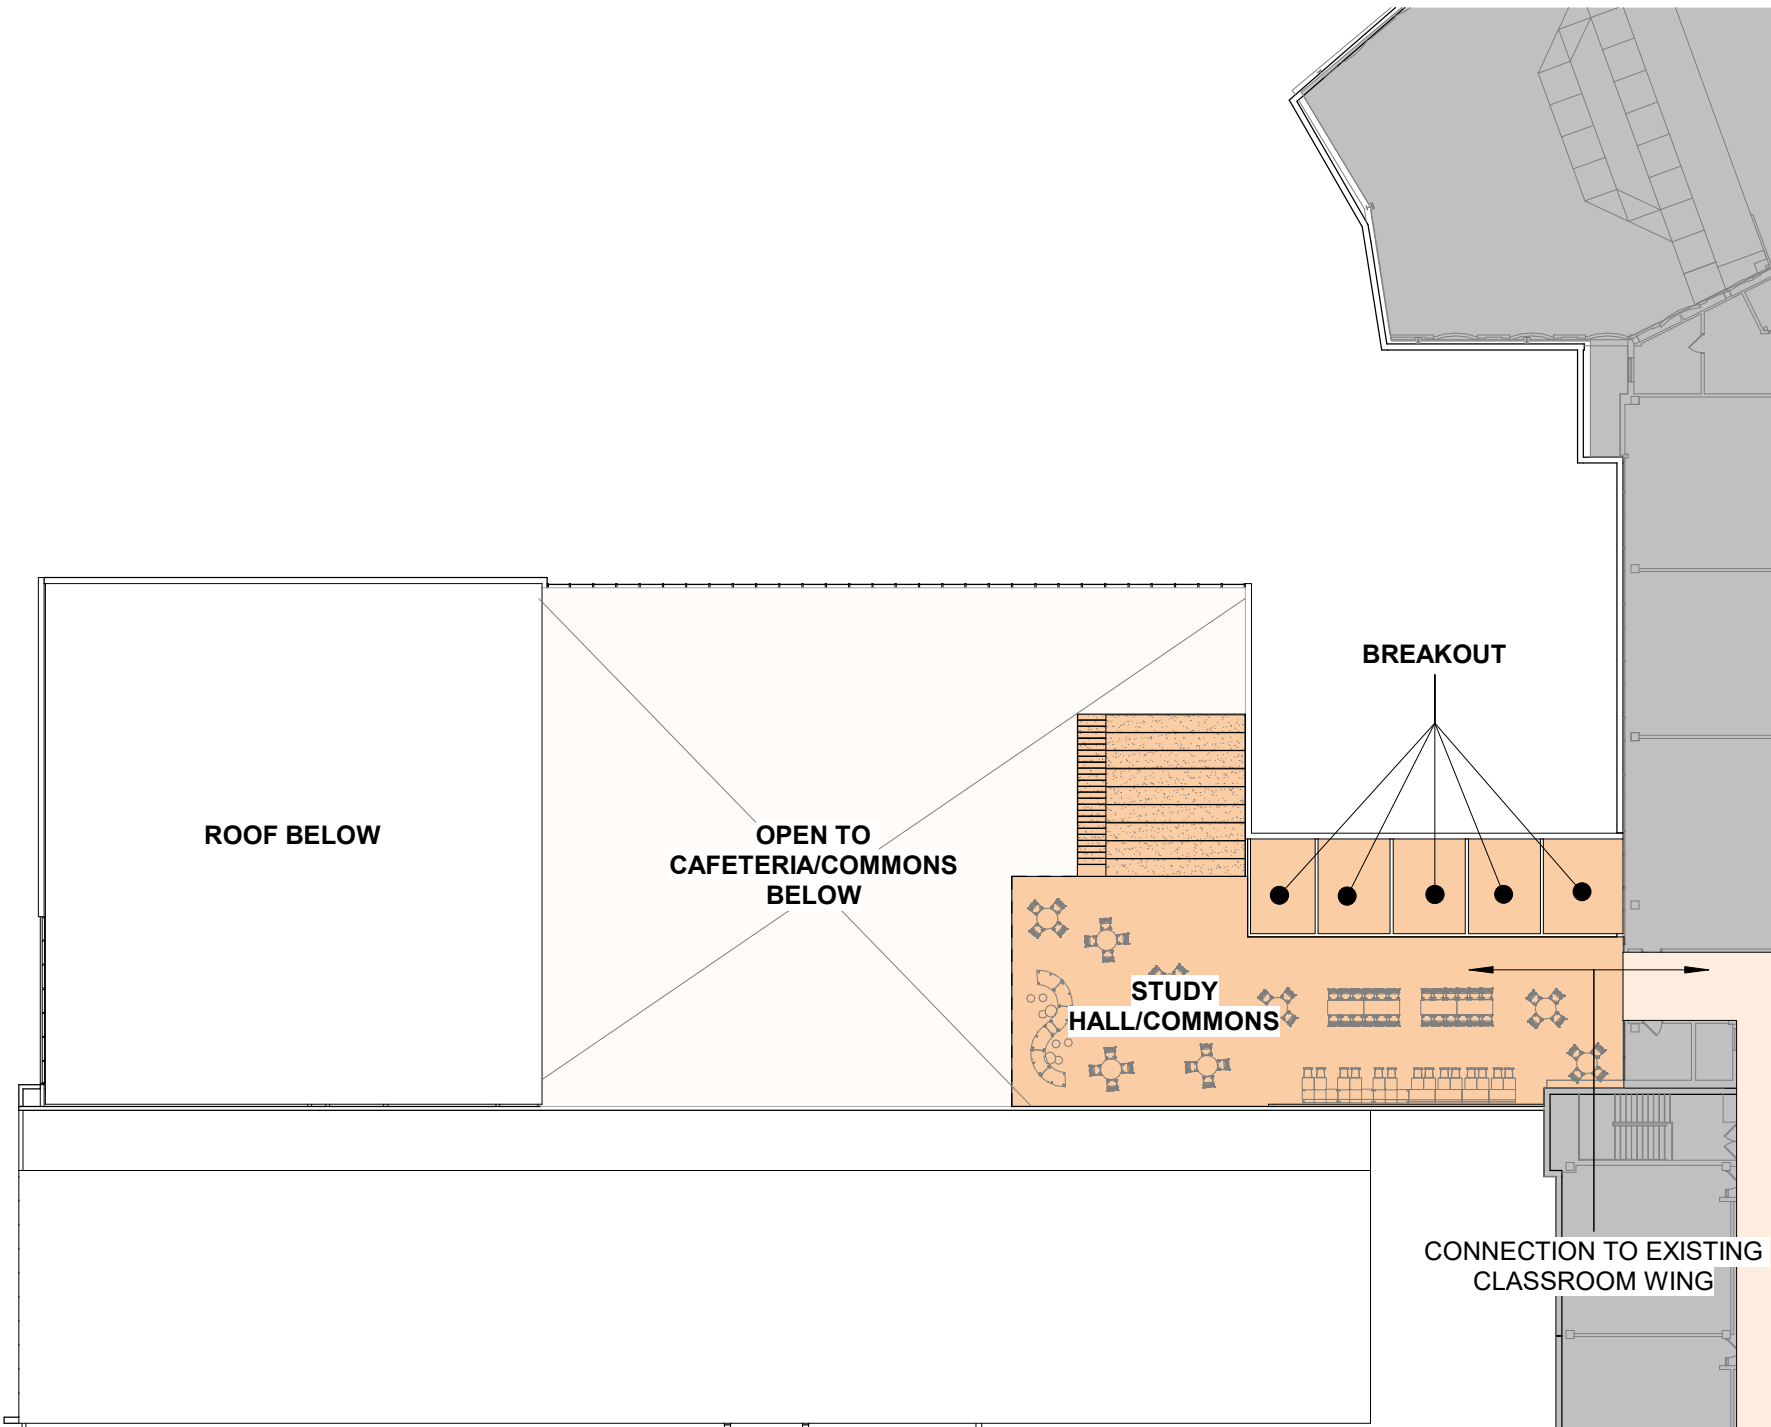 BREAKOUT
ROOF BELOW
OPEN TO
CAFETERIA/COMMONS
BELOW
STUDY
HALL/COMMONS
CONNECTION TO EXISTING
CLASSROOM WING